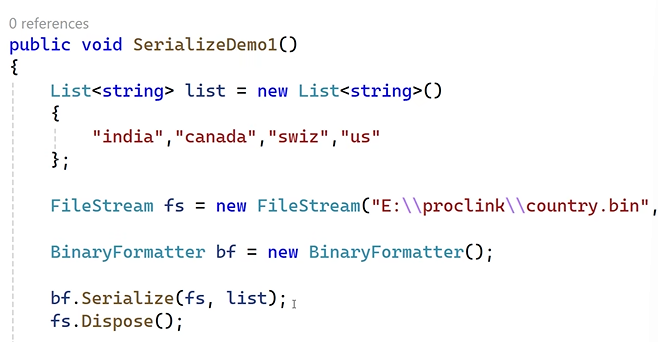 0 references
public void SerializeDemo1()
{
List<string> list = new List<string>()
{
"india","canada","swiz","us"
};
FileStream fs = new FileStream("E:\\proclink\\country.bin",
BinaryFormatter bf = new BinaryFormatter();
bf.Serialize(fs, list);
fs.Dispose();